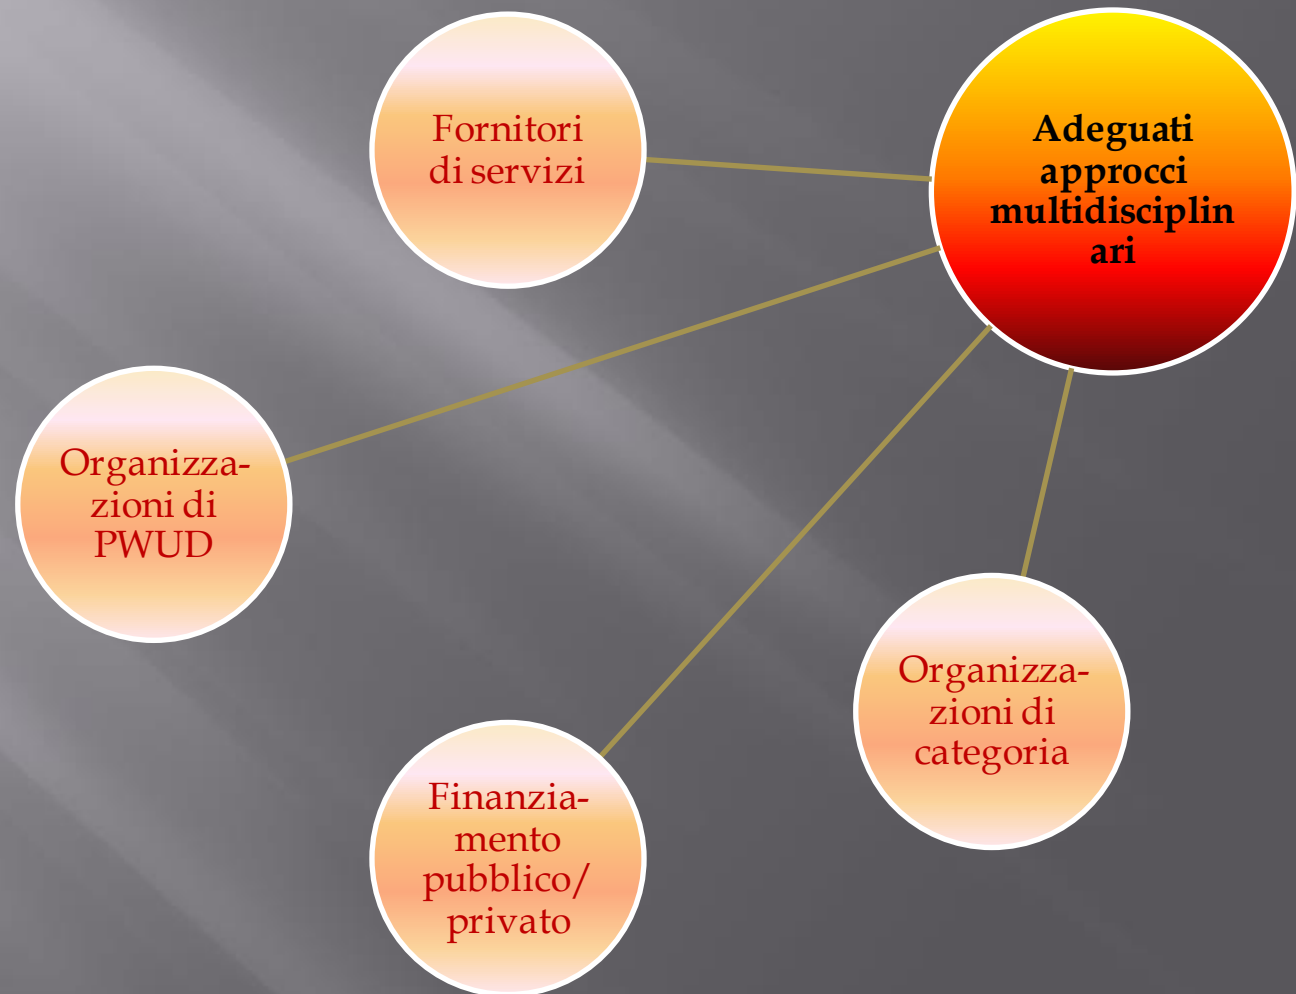 Fornitori
di servizi
Adeguati
approcci
multidisciplin
ari
Organizza-
zioni di
PWUD
Organizza-
zioni di
categoria
Finanzia-
mento
pubblico/
privato